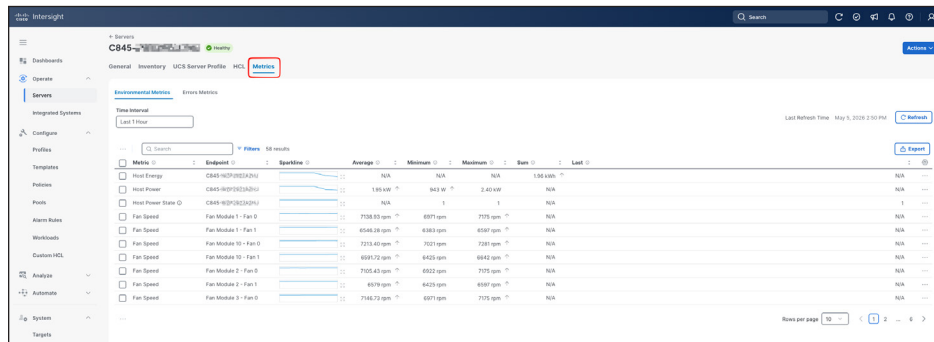 cisco Intersight
Search
← Servers
C845- Healthy
Actions
General Inventory UCS Server Profile HCL Metrics
Environmental Metrics Errors Metrics
Time Interval
Last 1 Hour
Last Refresh Time May 5, 2026 2:50 PM Refresh
Search Filters 58 results Export
Metric Endpoint Sparkline Average Minimum Maximum Sum Last
Host Energy C845- N/A N/A N/A 1.96 kWh N/A
Host Power C845- 1.95 kW 943 W 2.40 kW N/A N/A
Host Power State C845- N/A 1 1 N/A 1
Fan Speed Fan Module 1 - Fan 0 7138.93 rpm 6971 rpm 7175 rpm N/A N/A
Fan Speed Fan Module 1 - Fan 1 6546.28 rpm 6383 rpm 6597 rpm N/A N/A
Fan Speed Fan Module 10 - Fan 0 7213.40 rpm 7021 rpm 7281 rpm N/A N/A
Fan Speed Fan Module 10 - Fan 1 6591.72 rpm 6425 rpm 6642 rpm N/A N/A
Fan Speed Fan Module 2 - Fan 0 7105.43 rpm 6922 rpm 7175 rpm N/A N/A
Fan Speed Fan Module 2 - Fan 1 6579 rpm 6425 rpm 6597 rpm N/A N/A
Fan Speed Fan Module 3 - Fan 0 7146.73 rpm 6971 rpm 7175 rpm N/A N/A
Rows per page 10 1 2 ... 6
Dashboards
Operate
Servers
Integrated Systems
Configure
Profiles
Templates
Policies
Pools
Alarm Rules
Workloads
Custom HCL
Analyze
Automate
System
Targets